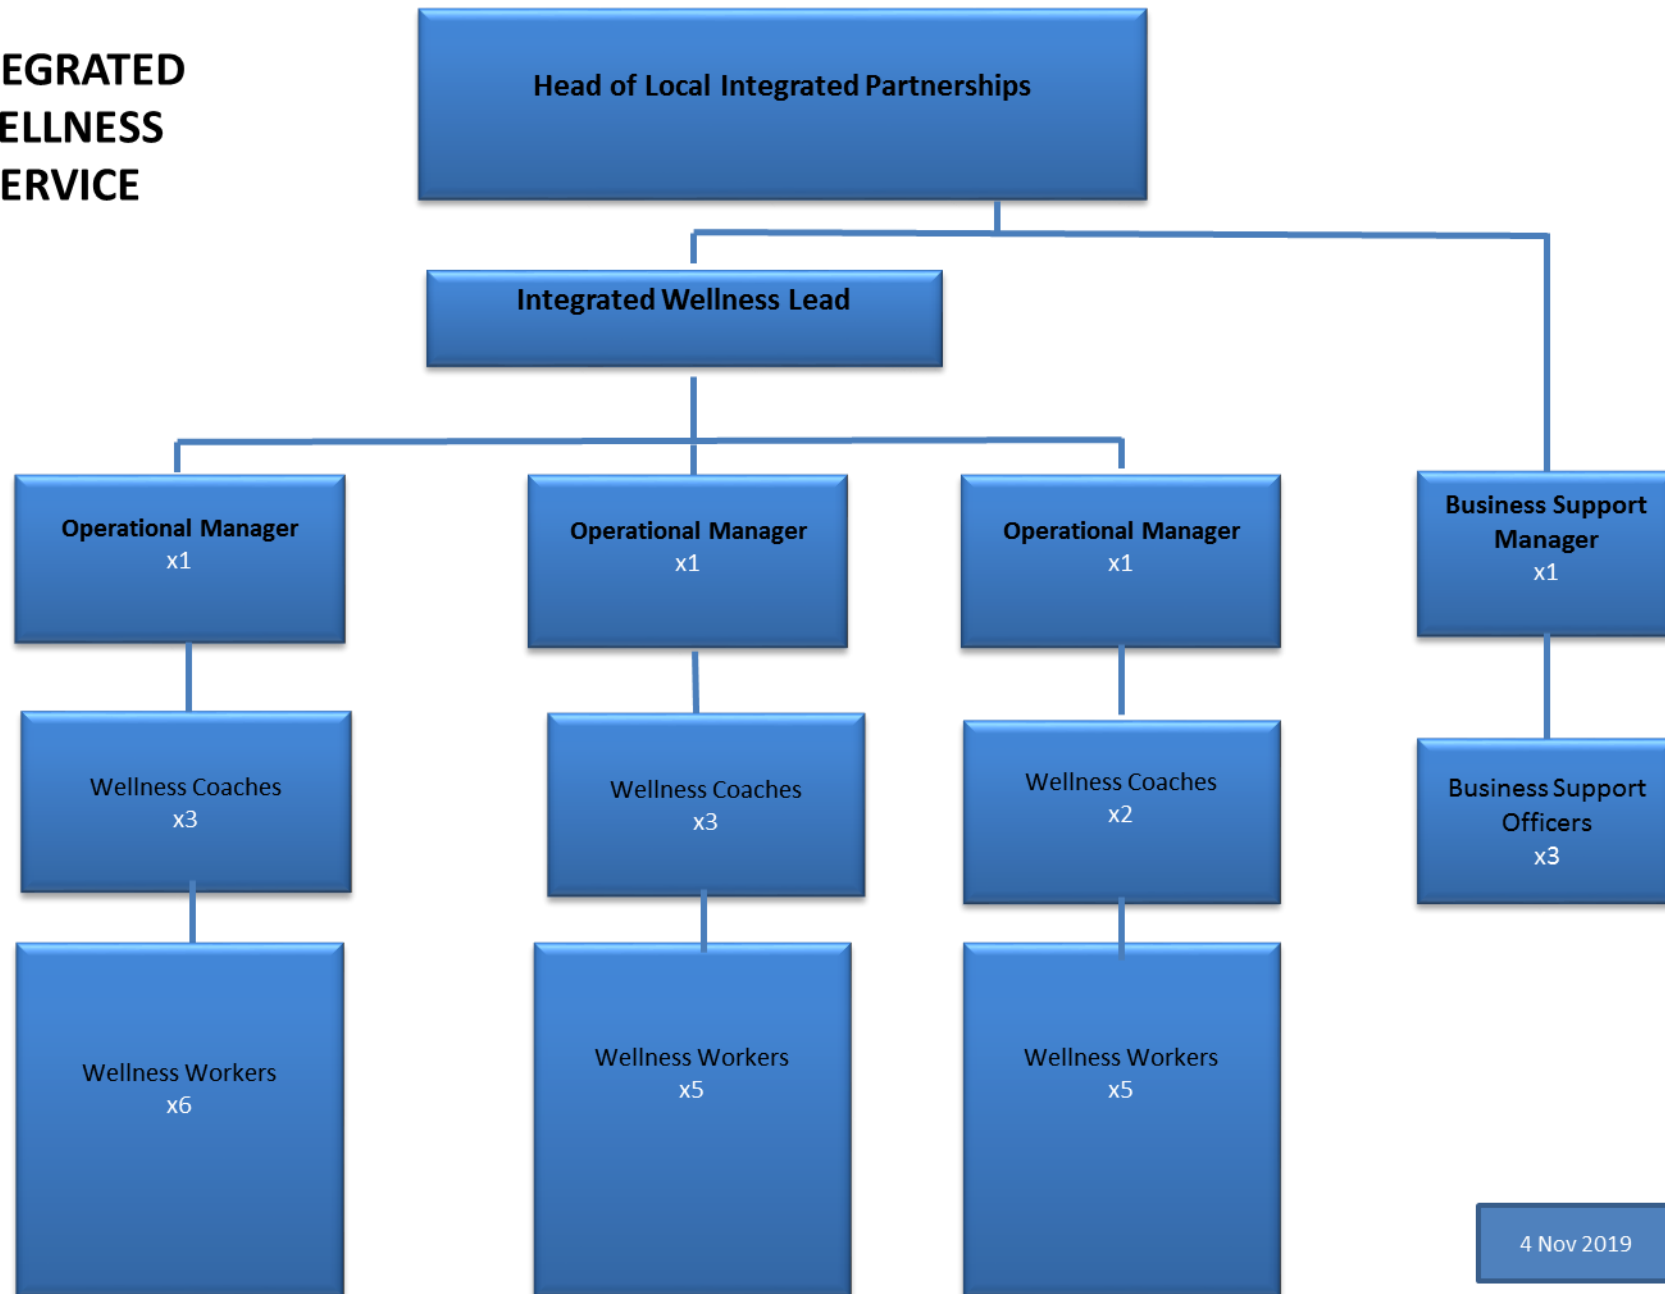 EGRATED
ELLNESS
ERVICE
Head of Local Integrated Partnerships
Integrated Wellness Lead
Operational Manager
x1
Operational Manager
x1
Operational Manager
x1
Business Support
Manager
x1
Wellness Coaches
x3
Wellness Coaches
x3
Wellness Coaches
x2
Business Support
Officers
x3
Wellness Workers
x6
Wellness Workers
x5
Wellness Workers
x5
4 Nov 2019